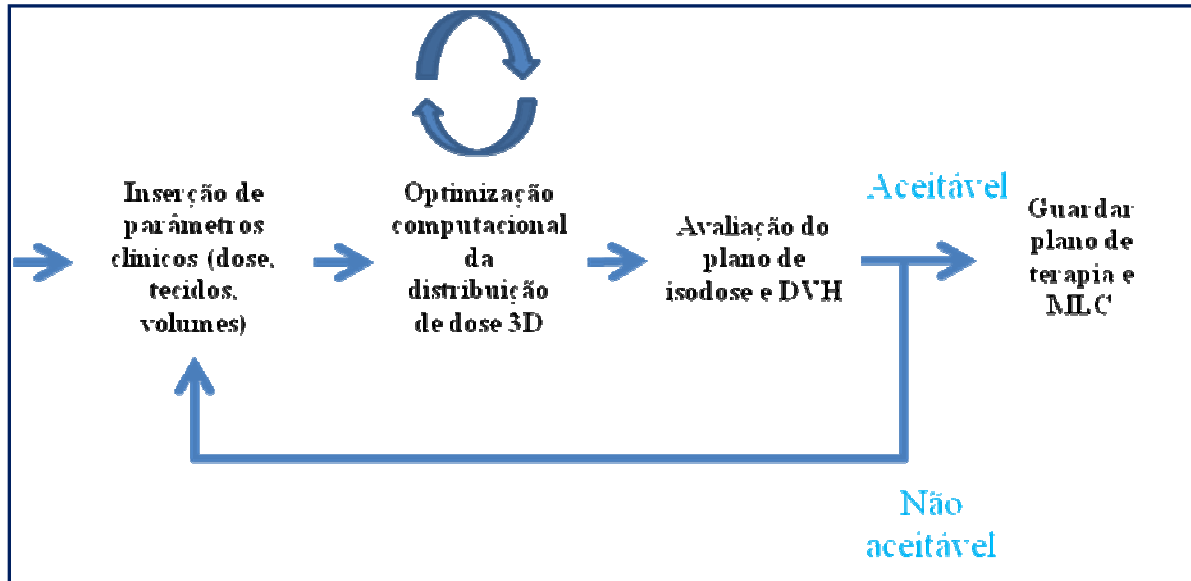 Inserção de
parâmetros
clínicos (dose,
tecidos,
volumes)
Optimização
computacional
da
distribuição
de dose 3D
Avaliação do
plano de
isodose e DVH
Aceitável
Guardar
plano de
terapia e
MLC
Não
aceitável